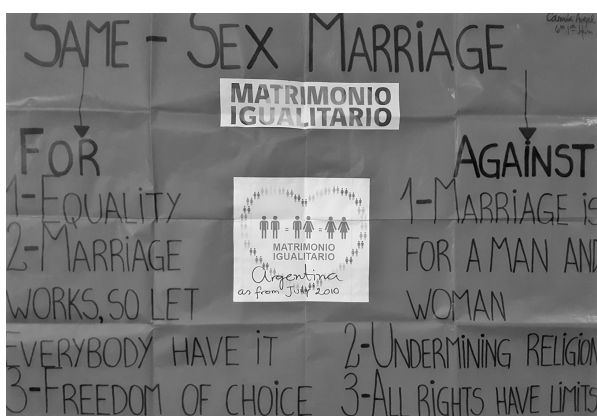 SAME-SEX MARRIAGE
MATRIMONIO
IGUALITARIO
FOR
1-EQUALITY
2-MARRIAGE
WORKS, SO LET
EVERYBODY HAVE IT
3-FREEDOM OF CHOICE
MATRIMONIO
IGUALITARIO
Argentina
as from JULY 2010
AGAINST
1-MARRIAGE IS
FOR A MAN AND
WOMAN
2-UNDERMINING RELIGION
3-ALL RIGHTS HAVE LIMITS